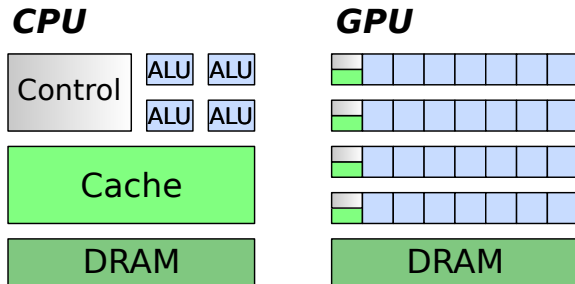 CPU
GPU
ALU ALU
Control
ALU ALU
Cache
DRAM
DRAM